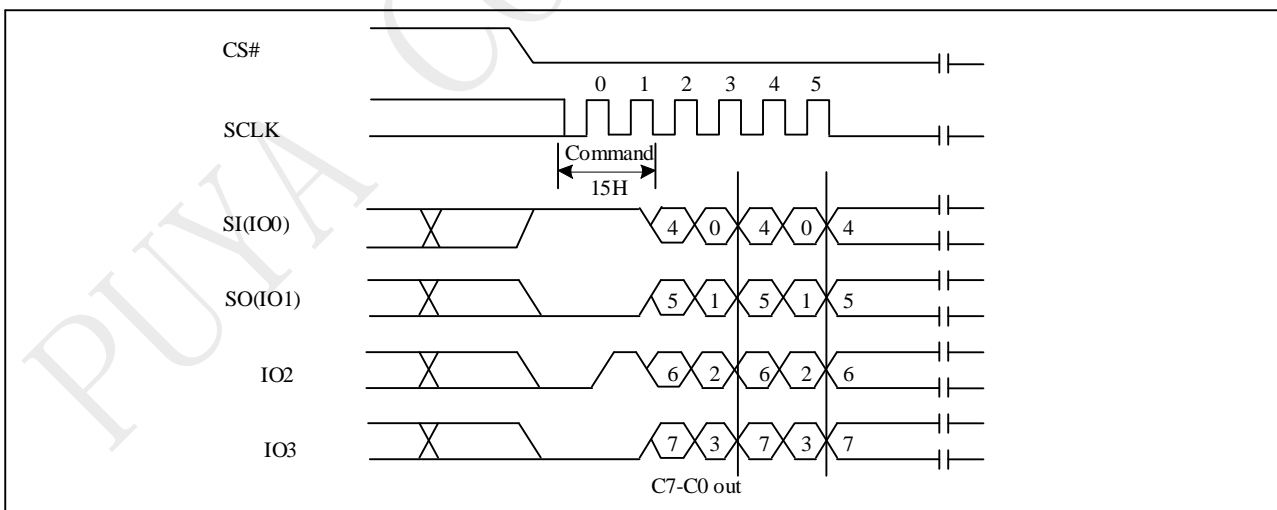 PUYA CO
CS#
0 1 2 3 4 5
SCLK
Command
15H
SI(IO0) 4 0 4 0 4
SO(IO1) 5 1 5 1 5
IO2 6 2 6 2 6
IO3 7 3 7 3 7
C7-C0 out